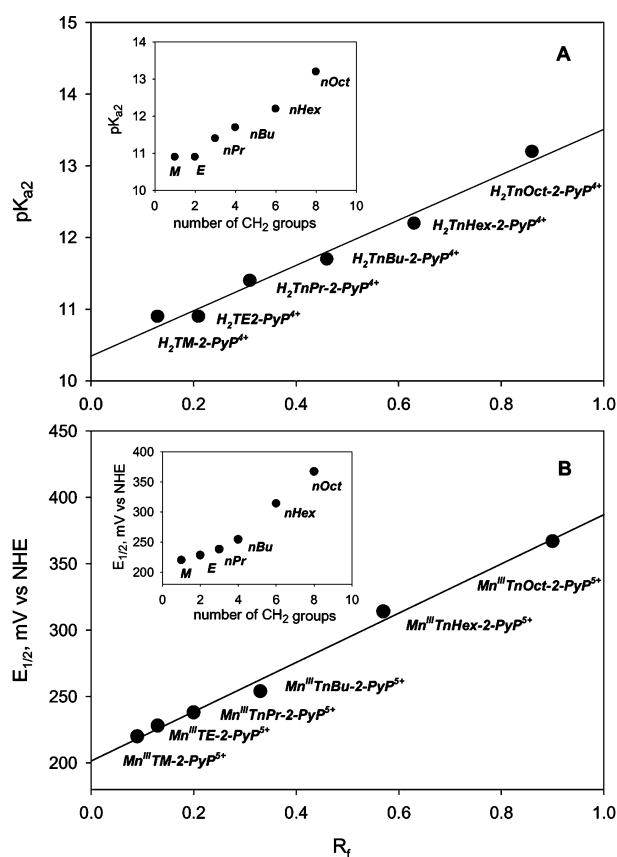 15
14
13
12
11
10
pKa2
A
14
13
12
11
10
pKa2
0 2 4 6 8 10
number of CH2 groups
M
E
nPr
nBu
nHex
nOct
H2TnOct-2-PyP4+
H2TnHex-2-PyP4+
H2TnBu-2-PyP4+
H2TnPr-2-PyP4+
H2TE2-PyP4+
H2TM-2-PyP4+
0.0 0.2 0.4 0.6 0.8 1.0
450
400
350
300
250
200
E1/2, mV vs NHE
B
400
350
300
250
200
E1/2, mV vs NHE
0 2 4 6 8 10
number of CH2 groups
M
E
nPr
nBu
nHex
nOct
MnIIITnOct-2-PyP5+
MnIIITnHex-2-PyP5+
MnIIITnBu-2-PyP5+
MnIIITnPr-2-PyP5+
MnIIITE-2-PyP5+
MnIIITM-2-PyP5+
0.0 0.2 0.4 0.6 0.8 1.0
Rf